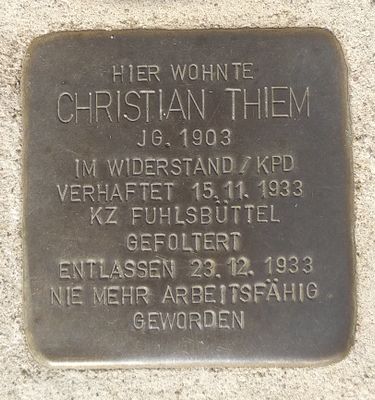 HIER WOHNTE
CHRISTIAN THIEM
JG. 1903
IM WIDERSTAND / KPD
VERHAFTET 15.11.1933
KZ FUHLSBÜTTEL
GEFOLTERT
ENTLASSEN 23.12.1933
NIE MEHR ARBEITSFÄHIG
GEWORDEN